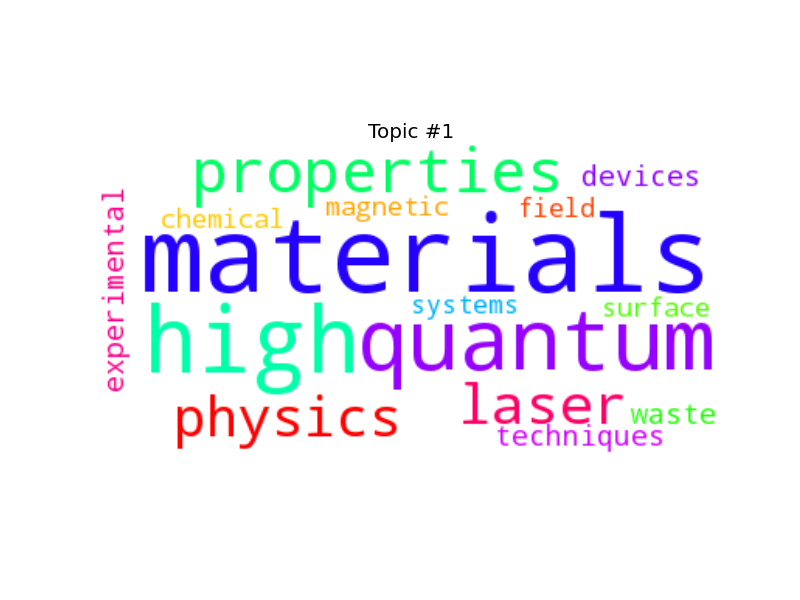 Topic #1
properties
devices
chemical
magnetic
field
experimental
materials
systems
surface
high
quantum
physics
laser
waste
techniques